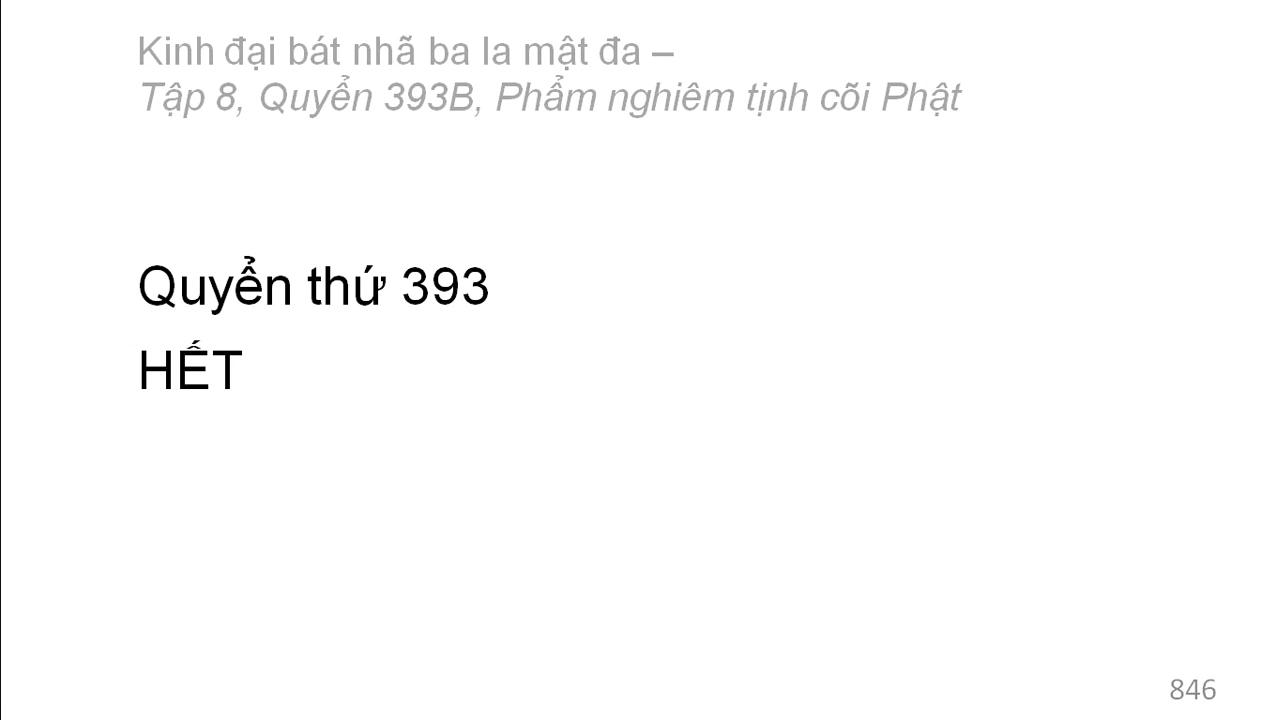 Kinh đại bát nhã ba la mật đa –
Tập 8, Quyển 393B, Phẩm nghiêm tịnh cõi Phật
Quyển thứ 393
HẾT
846